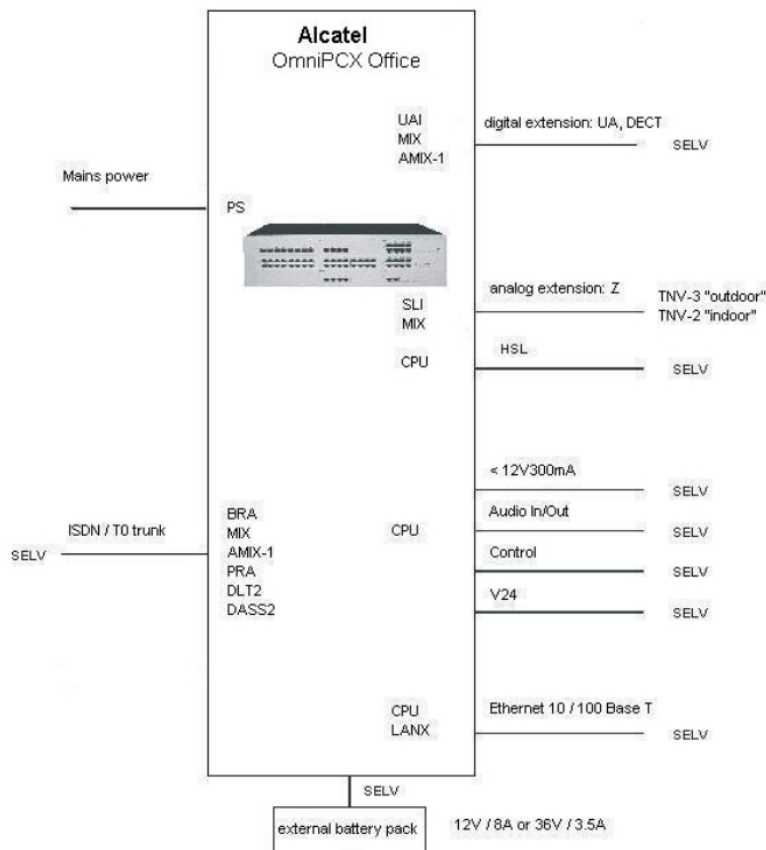 Alcatel
OmniPCX Office
UAI
MIX
AMIX-1
digital extension: UA, DECT
SELV
Mains power
PS
analog extension: Z
TNV-3 "outdoor"
TNV-2 "indoor"
SLI
MIX
HSL
CPU
SELV
< 12V300mA
SELV
Audio In/Out
CPU
SELV
Control
SELV
V24
SELV
ISDN / T0 trunk
SELV
BRA
MIX
AMIX-1
PRA
DLT2
DASS2
Ethernet 10 / 100 Base T
CPU
LANX
SELV
SELV
external battery pack
12V / 8A or 36V / 3.5A